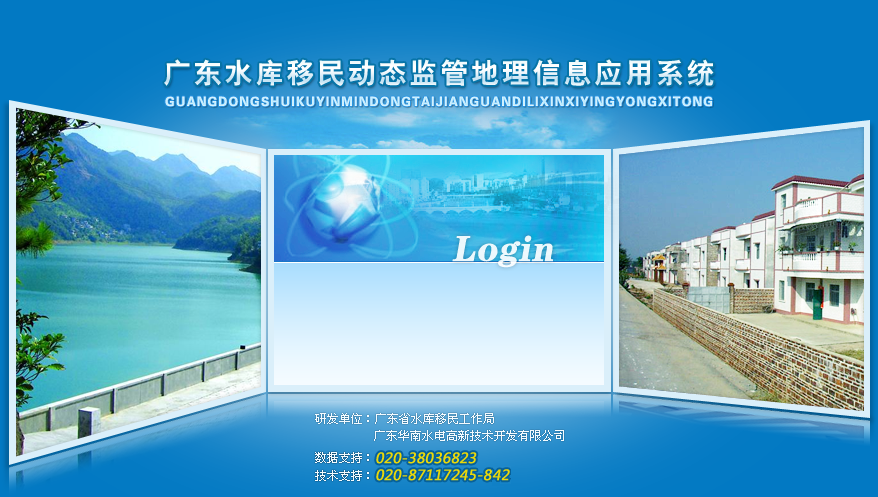 广东水库移民动态监管地理信息应用系统
GUANGDONGSHUIKUYINMINDONGTAIJIANGUANDILIXINXIYINGYONGXITONG
Login
研发单位：广东省水库移民工作局
广东华南水电高新技术开发有限公司
数据支持：020-38036823
技术支持：020-87117245-842